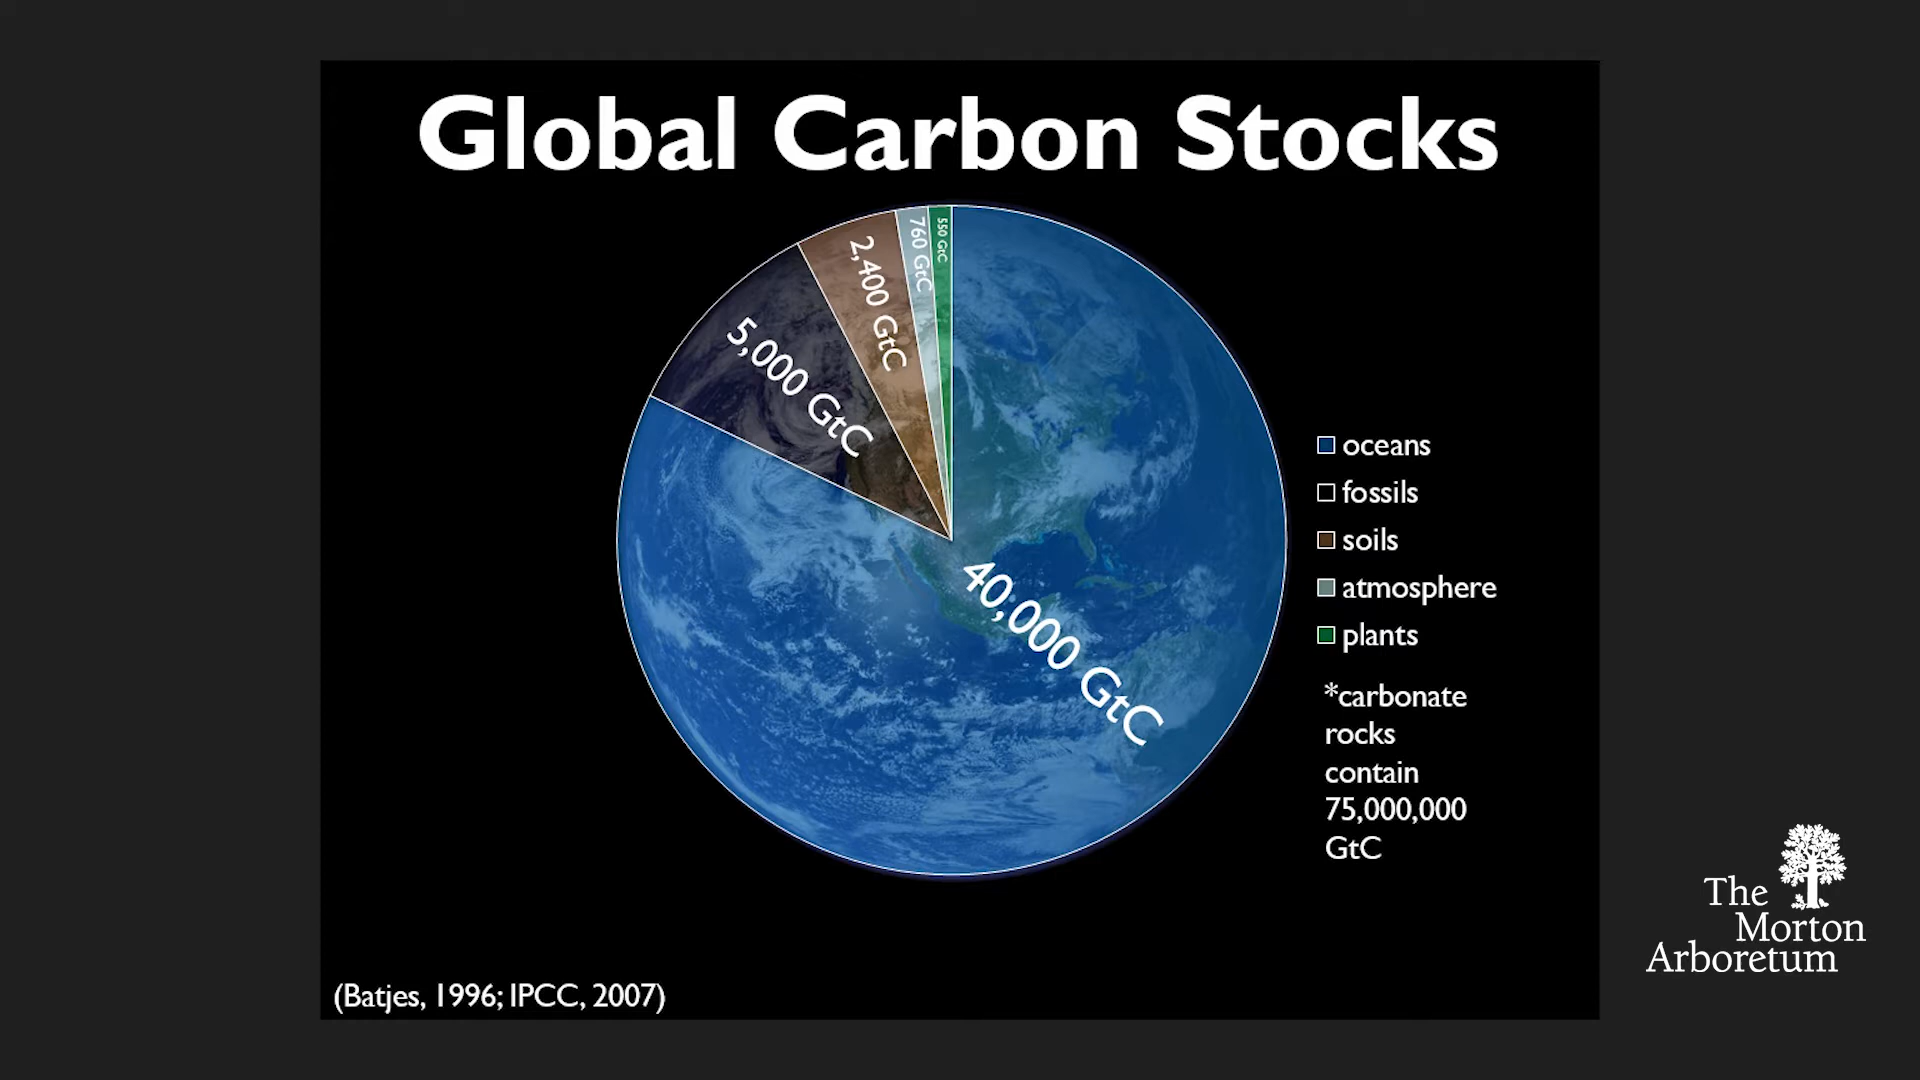 Global Carbon Stocks
550 GtC
760 GtC
2,400 GtC
5,000 GtC
40,000 GtC
oceans
fossils
soils
atmosphere
plants
*carbonate
rocks
contain
75,000,000
GtC
The
Morton
Arboretum
(Batjes, 1996; IPCC, 2007)